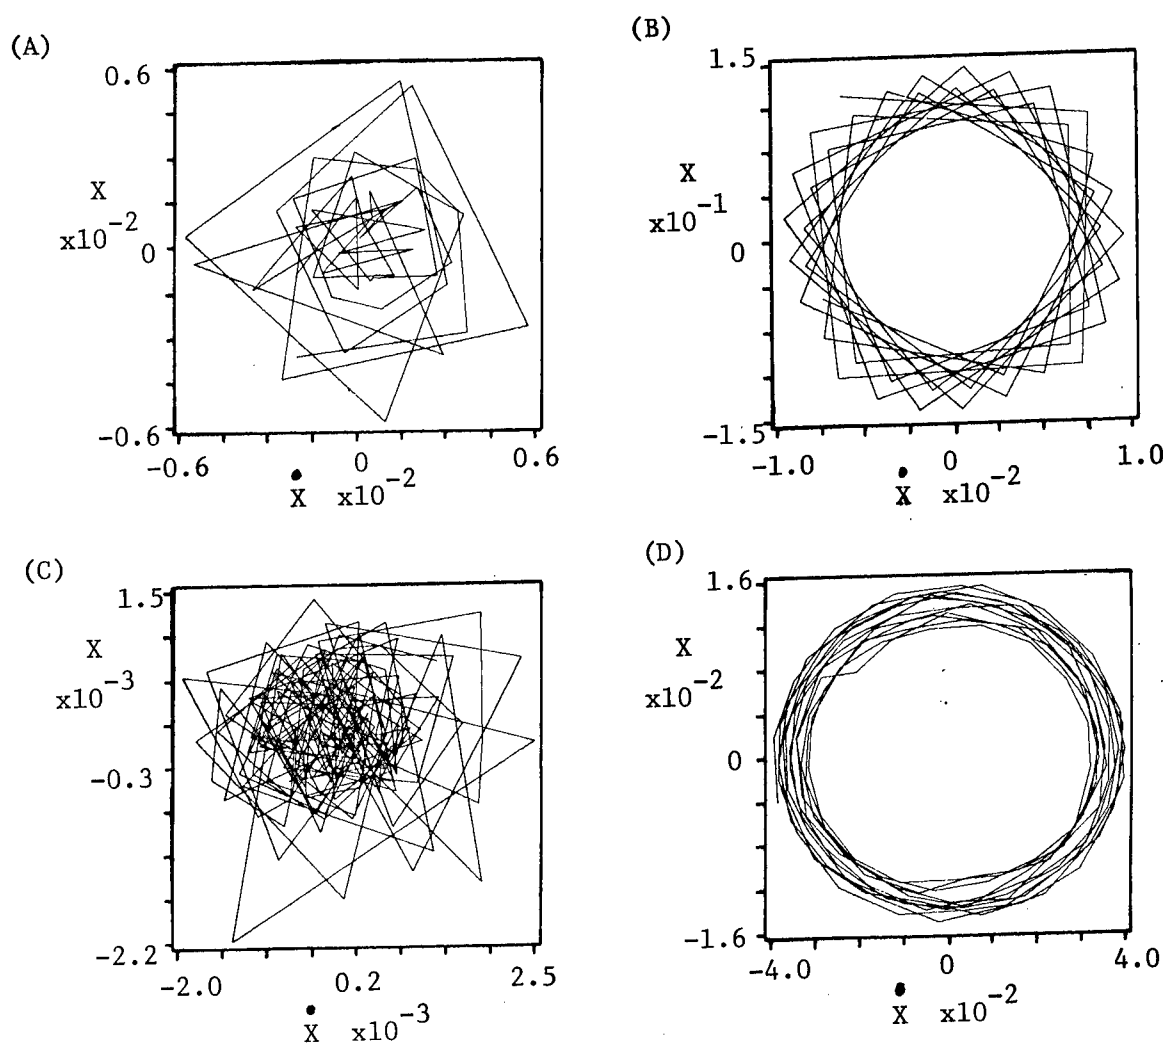 (A)
0.6
X
x10⁻²
0
-0.6
-0.6 0 0.6
Ẋ x10⁻²
(B)
1.5
X
x10⁻¹
0
-1.5
-1.0 0 1.0
Ẋ x10⁻²
(C)
1.5
X
x10⁻³
-0.3
-2.2
-2.0 0.2 2.5
Ẋ x10⁻³
(D)
1.6
X
x10⁻²
0
-1.6
-4.0 0 4.0
Ẋ x10⁻²